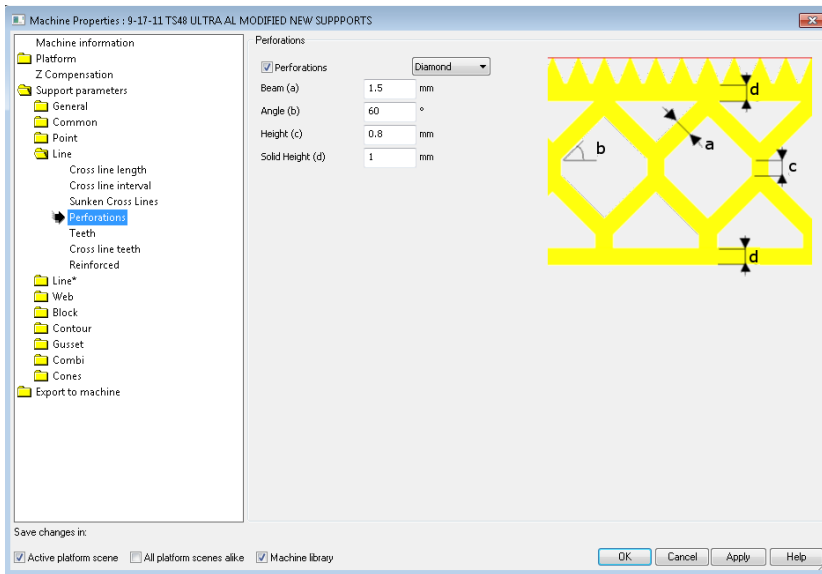 Machine Properties : 9-17-11 TS48 ULTRA AL MODIFIED NEW SUPPPORTS
Machine information
Platform
Z Compensation
Support parameters
General
Common
Point
Line
Cross line length
Cross line interval
Sunken Cross Lines
Perforations
Teeth
Cross line teeth
Reinforced
Line*
Web
Block
Contour
Gusset
Combi
Cones
Export to machine
Perforations
Perforations Diamond
Beam (a) 1.5 mm
Angle (b) 60 °
Height (c) 0.8 mm
Solid Height (d) 1 mm
d
a
b
c
d
Save changes in:
Active platform scene All platform scenes alike Machine library
OK Cancel Apply Help